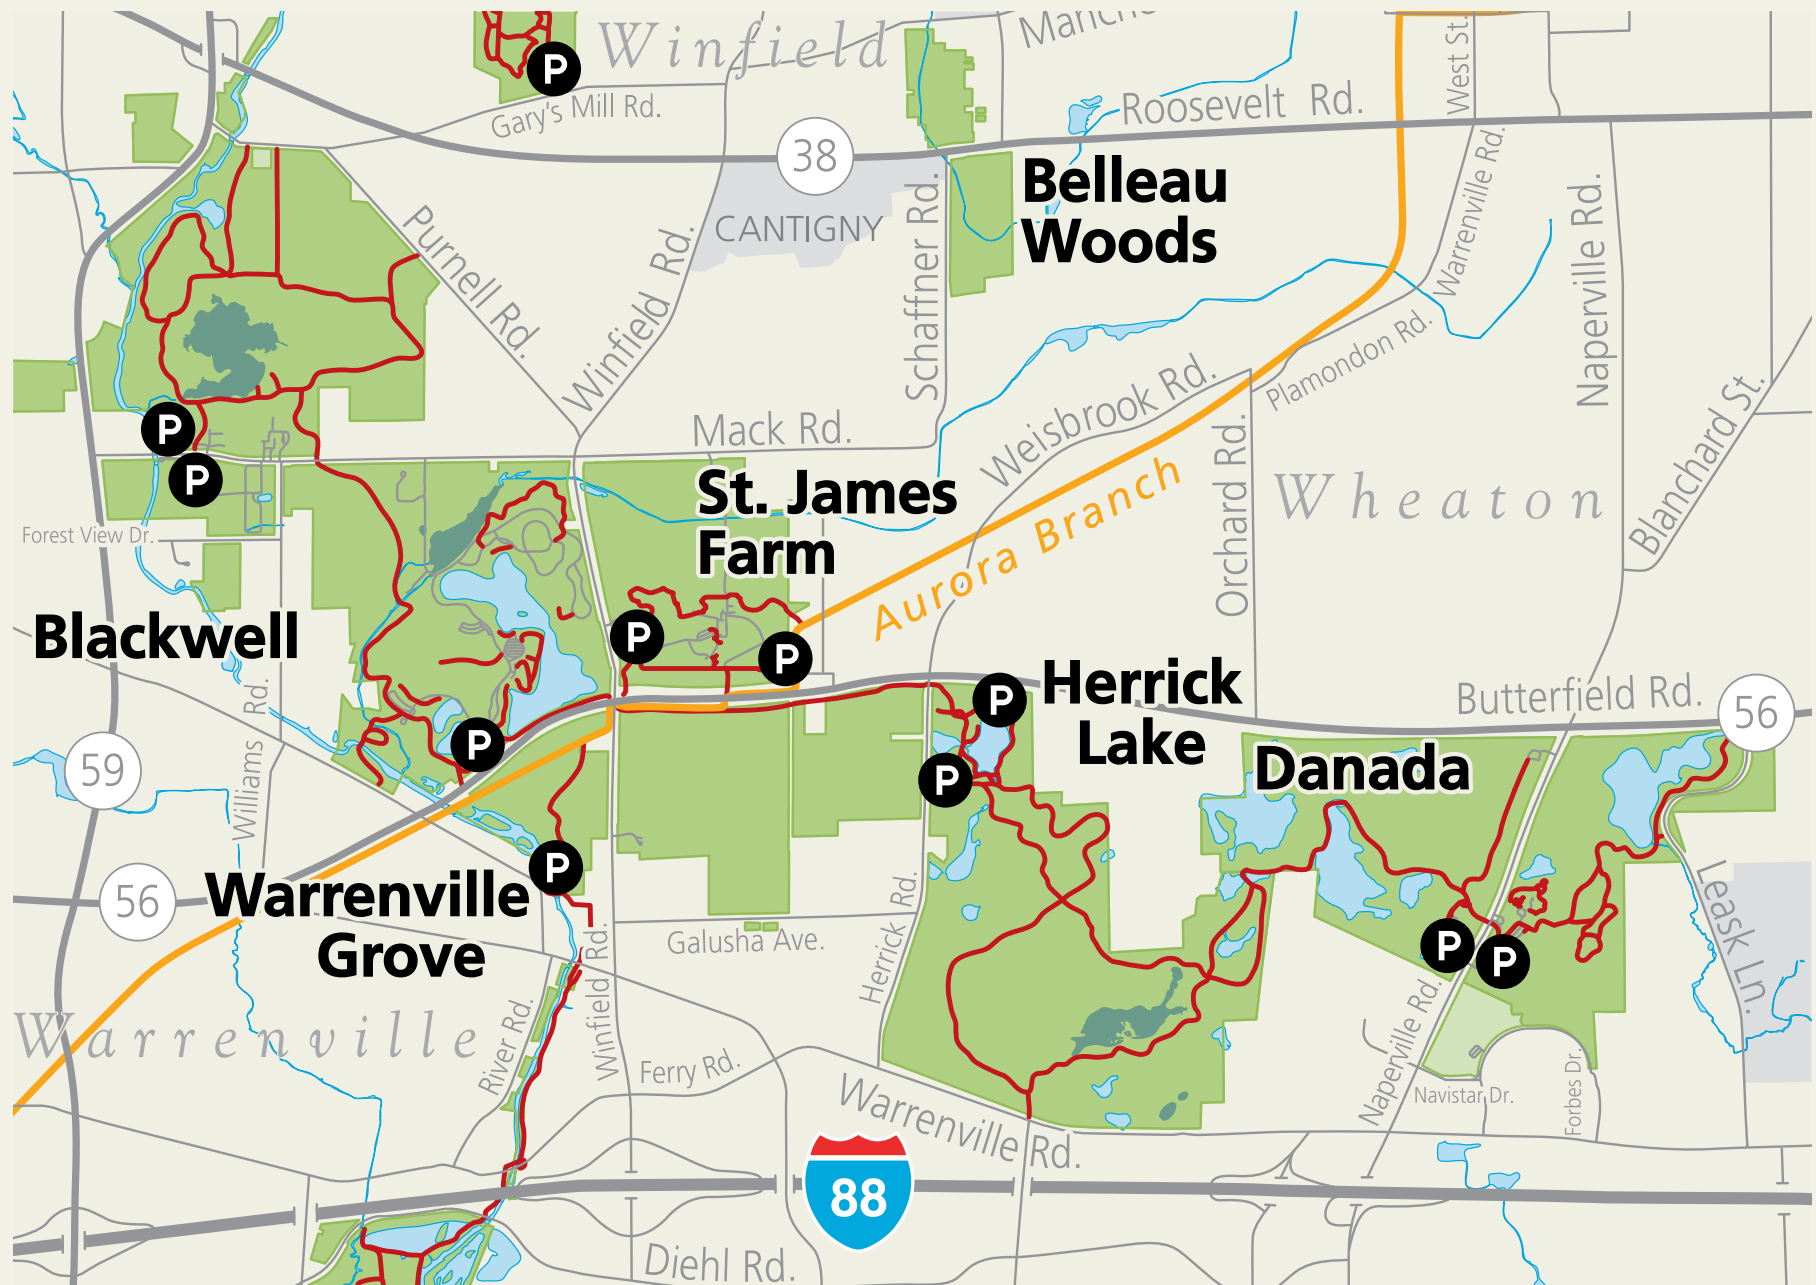 Winfield
Manc
West St.
P
Gary's Mill Rd.
Roosevelt Rd.
38
Belleau
Woods
CANTIGNY
Purnell Rd.
Winfield Rd.
Schaffner Rd.
Warrenville Rd.
Naperville Rd.
Plamondon Rd.
Weisbrook Rd.
Blanchard St.
Mack Rd.
P
P
St. James
Farm
Orchard Rd.
Wheaton
Aurora Branch
Forest View Dr.
Blackwell
P
P
Herrick
Lake
P
Butterfield Rd.
56
Williams Rd.
59
P
P
Danada
56
Warrenville
Grove
P
Galusha Ave.
Herrick Rd.
Leask Ln.
P
P
Winfield Rd.
River Rd.
Warrenville
Ferry Rd.
Warrenville Rd.
Naperville Rd.
Navistar Dr.
Forbes Dr.
88
Diehl Rd.